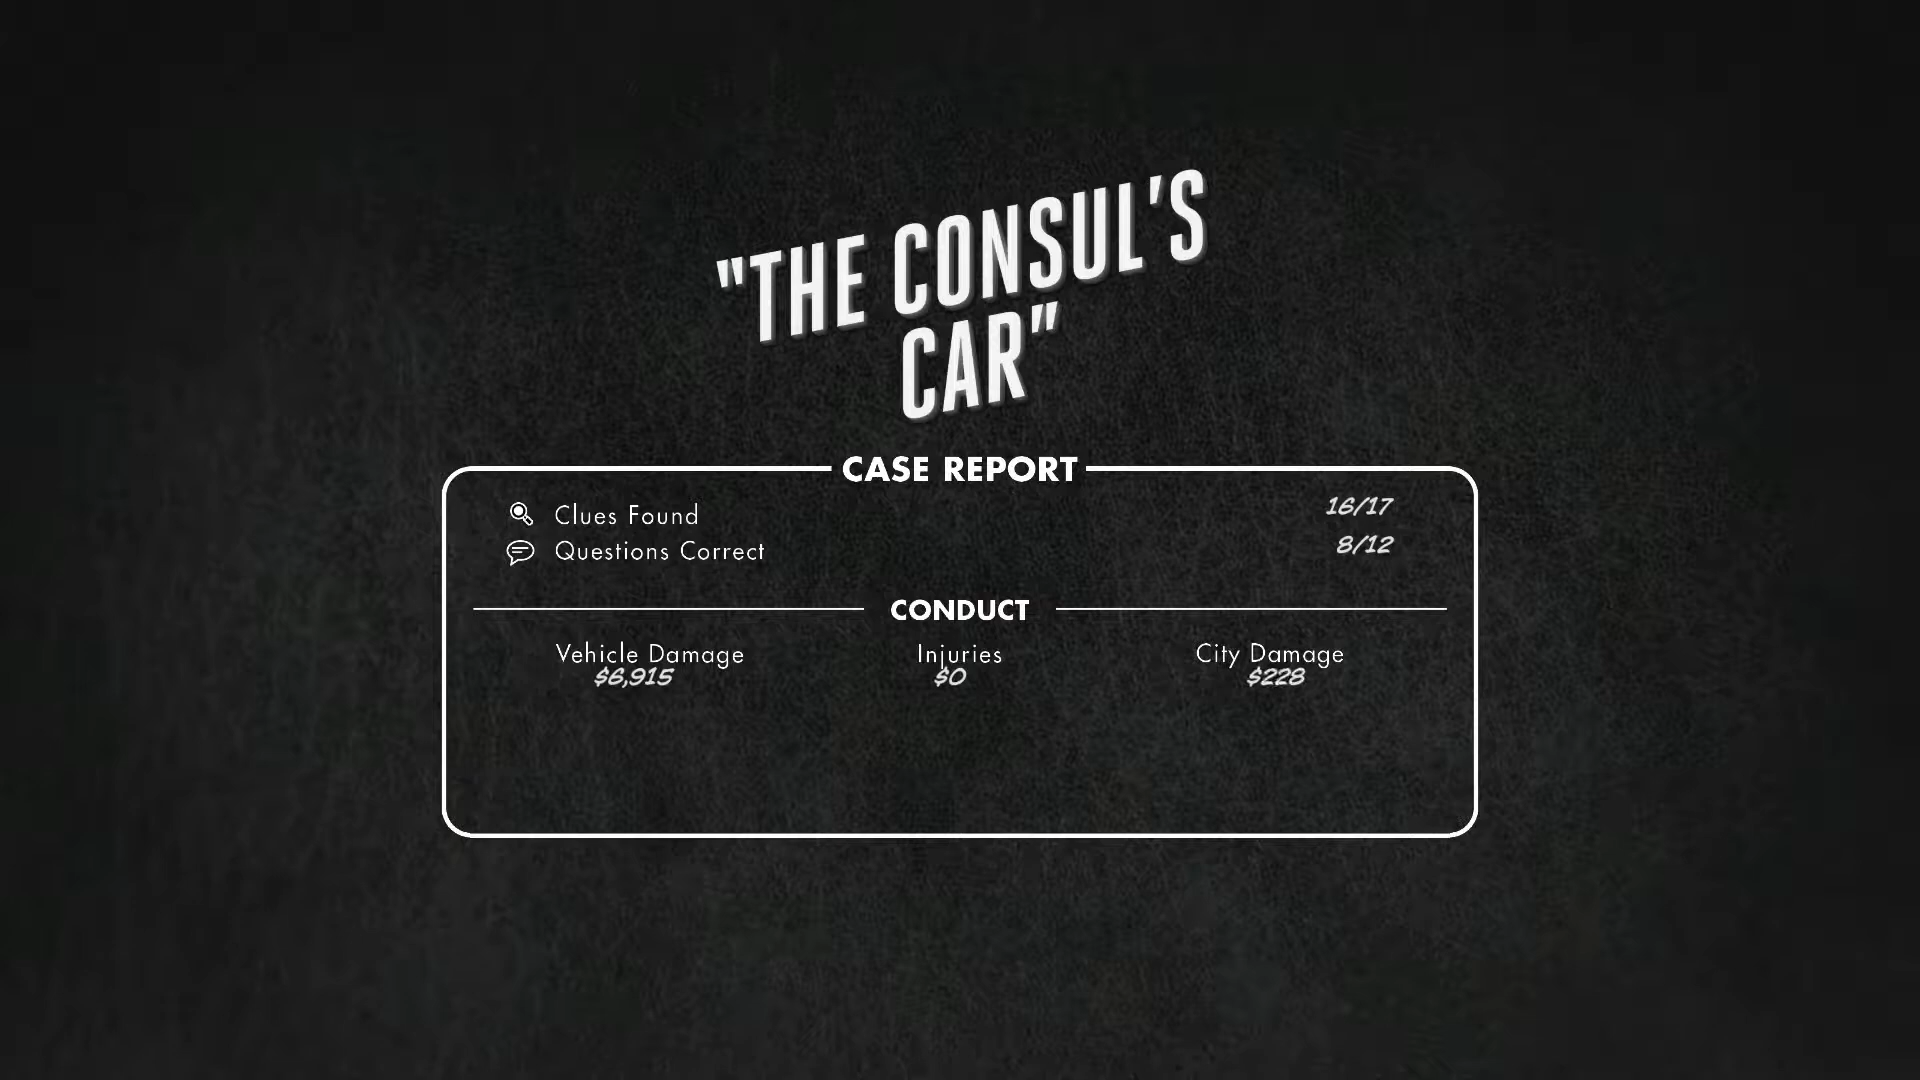 "THE CONSUL'S
CAR"
CASE REPORT
Clues Found 16/17
Questions Correct 8/12
CONDUCT
Vehicle Damage Injuries City Damage
$6,915 $0 $228